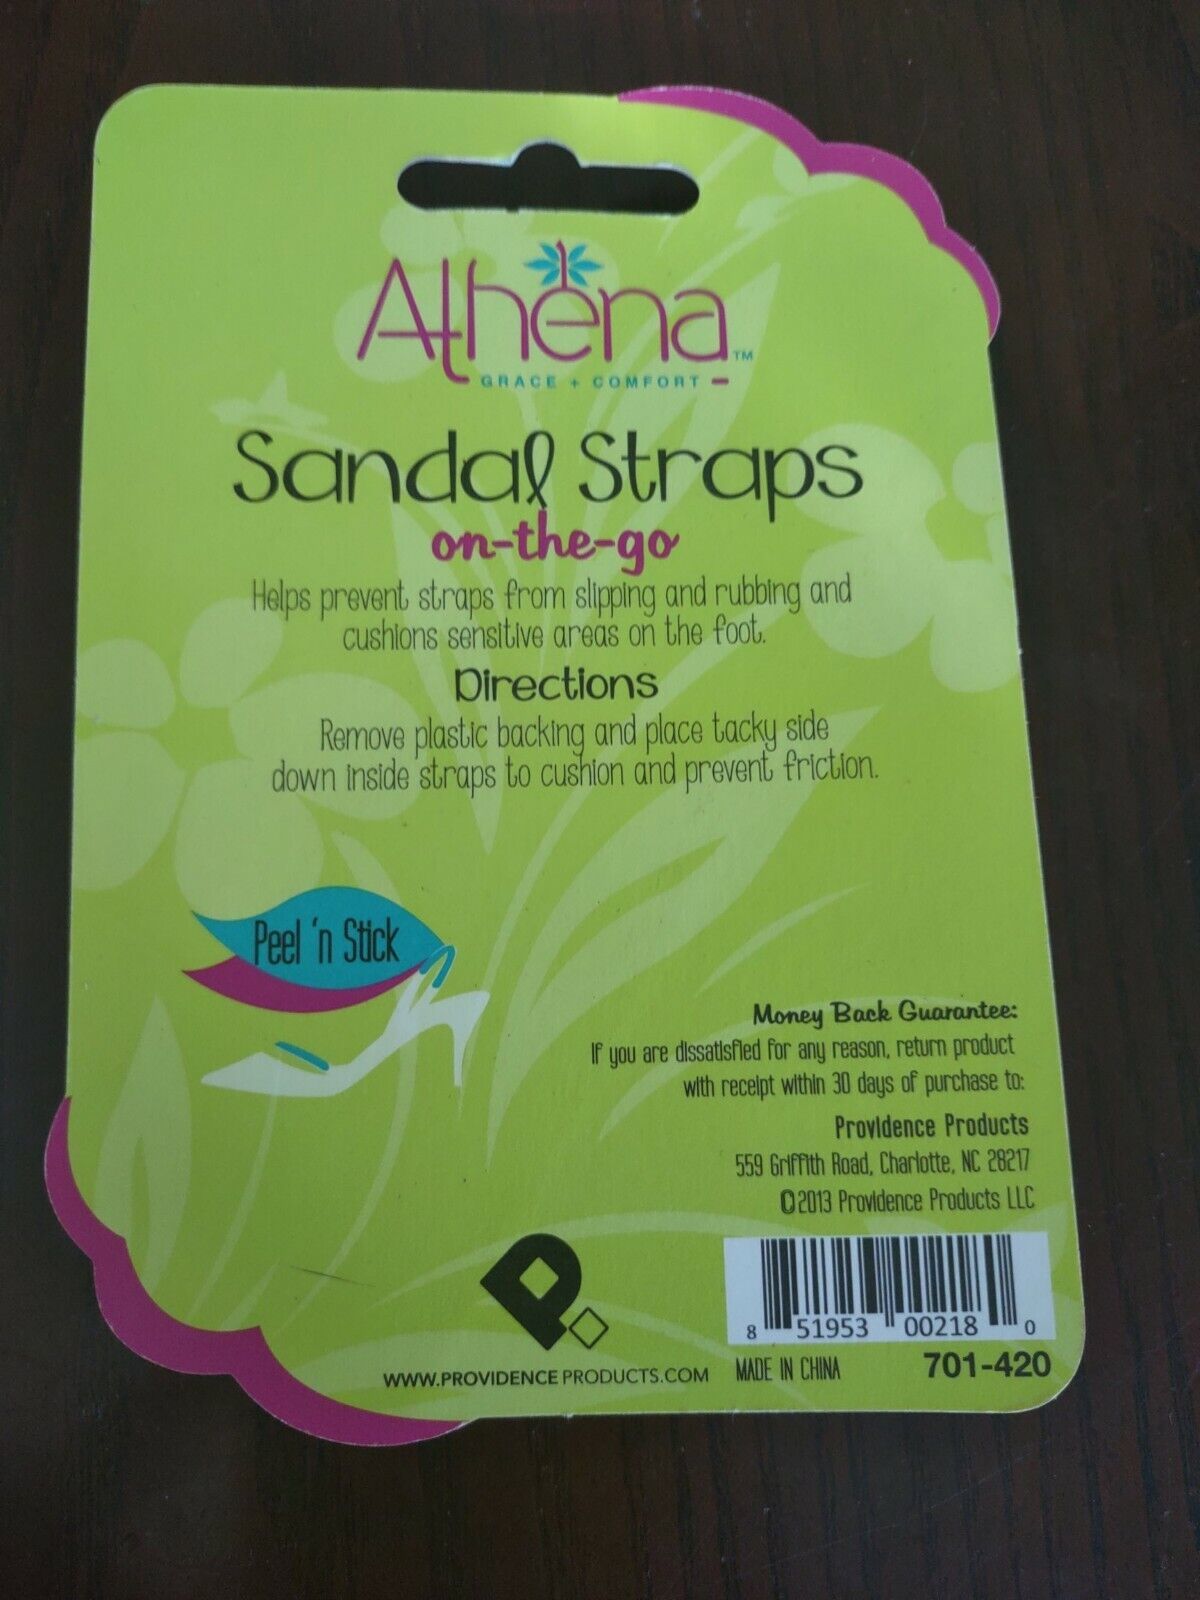 Athena™
GRACE + COMFORT
Sandal Straps
on-the-go
Helps prevent straps from slipping and rubbing and
cushions sensitive areas on the foot.
Directions
Remove plastic backing and place tacky side
down inside straps to cushion and prevent friction.
Peel 'n Stick
Money Back Guarantee:
If you are dissatisfied for any reason, return product
with receipt within 30 days of purchase to:
Providence Products
559 Griffith Road, Charlotte, NC 28217
©2013 Providence Products LLC
8 51953 00218 0
WWW.PROVIDENCEPRODUCTS.COM MADE IN CHINA 701-420